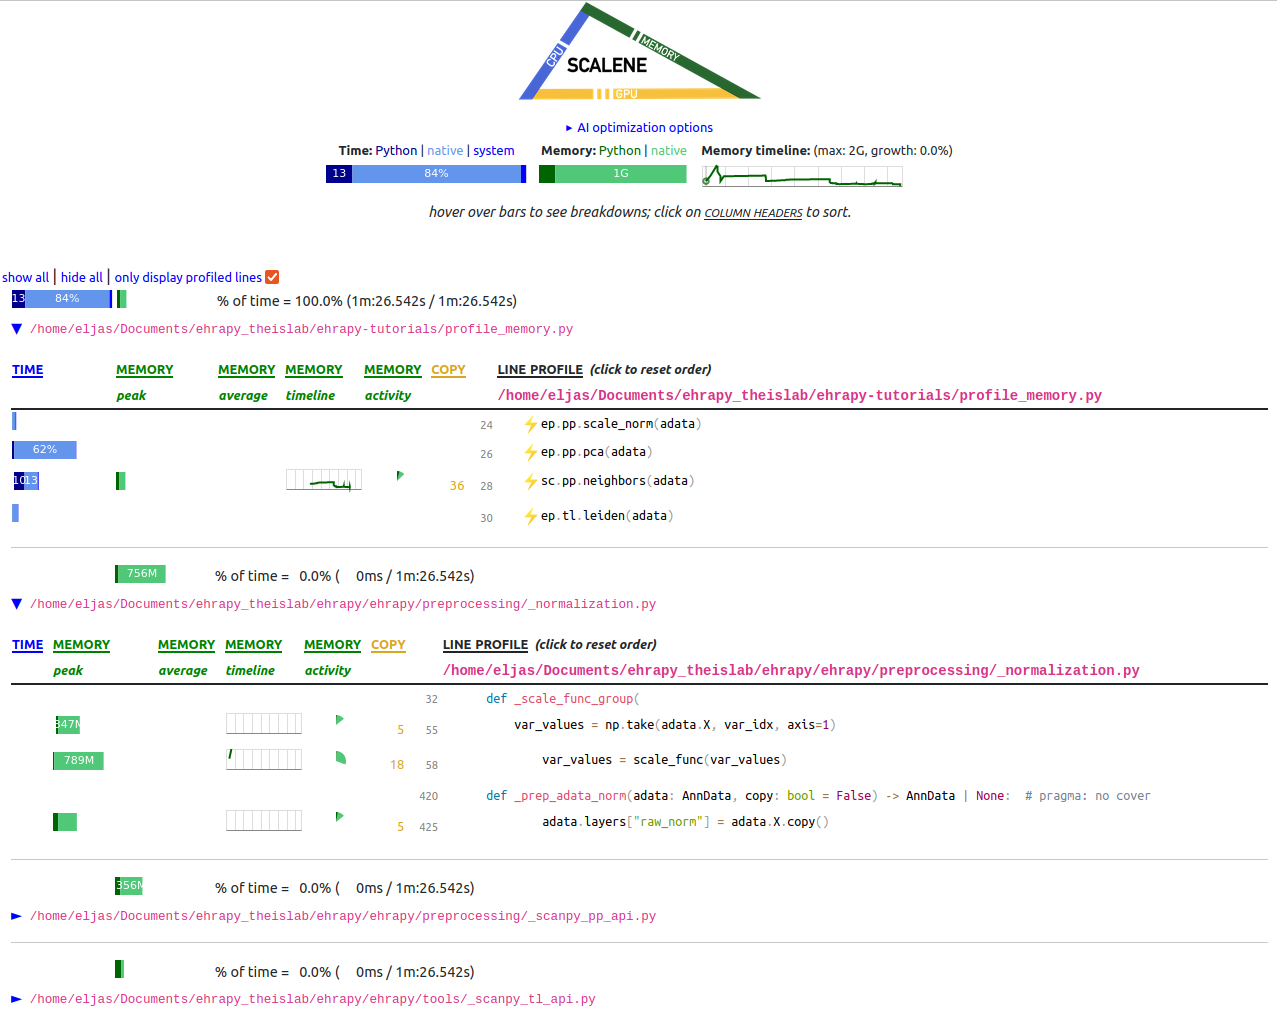 CPU
MEMORY
SCALENE
GPU
► AI optimization options
Time: Python | native | system
Memory: Python | native
Memory timeline: (max: 2G, growth: 0.0%)
13 84%
1G
hover over bars to see breakdowns; click on COLUMN HEADERS to sort.
show all | hide all | only display profiled lines
13 84% % of time = 100.0% (1m:26.542s / 1m:26.542s)
▼ /home/eljas/Documents/ehrapy_theislab/ehrapy-tutorials/profile_memory.py
TIME MEMORY MEMORY MEMORY MEMORY COPY LINE PROFILE (click to reset order)
peak average timeline activity /home/eljas/Documents/ehrapy_theislab/ehrapy-tutorials/profile_memory.py
24 ⚡ep.pp.scale_norm(adata)
62% 26 ⚡ep.pp.pca(adata)
10 13 36 28 ⚡sc.pp.neighbors(adata)
30 ⚡ep.tl.leiden(adata)
756M % of time = 0.0% ( 0ms / 1m:26.542s)
▼ /home/eljas/Documents/ehrapy_theislab/ehrapy/ehrapy/preprocessing/_normalization.py
TIME MEMORY MEMORY MEMORY MEMORY COPY LINE PROFILE (click to reset order)
peak average timeline activity /home/eljas/Documents/ehrapy_theislab/ehrapy/ehrapy/preprocessing/_normalization.py
32 def _scale_func_group(
347M 5 55 var_values = np.take(adata.X, var_idx, axis=1)
789M 18 58 var_values = scale_func(var_values)
420 def _prep_adata_norm(adata: AnnData, copy: bool = False) -> AnnData | None: # pragma: no cover
5 425 adata.layers["raw_norm"] = adata.X.copy()
356M % of time = 0.0% ( 0ms / 1m:26.542s)
► /home/eljas/Documents/ehrapy_theislab/ehrapy/ehrapy/preprocessing/_scanpy_pp_api.py
% of time = 0.0% ( 0ms / 1m:26.542s)
► /home/eljas/Documents/ehrapy_theislab/ehrapy/ehrapy/tools/_scanpy_tl_api.py